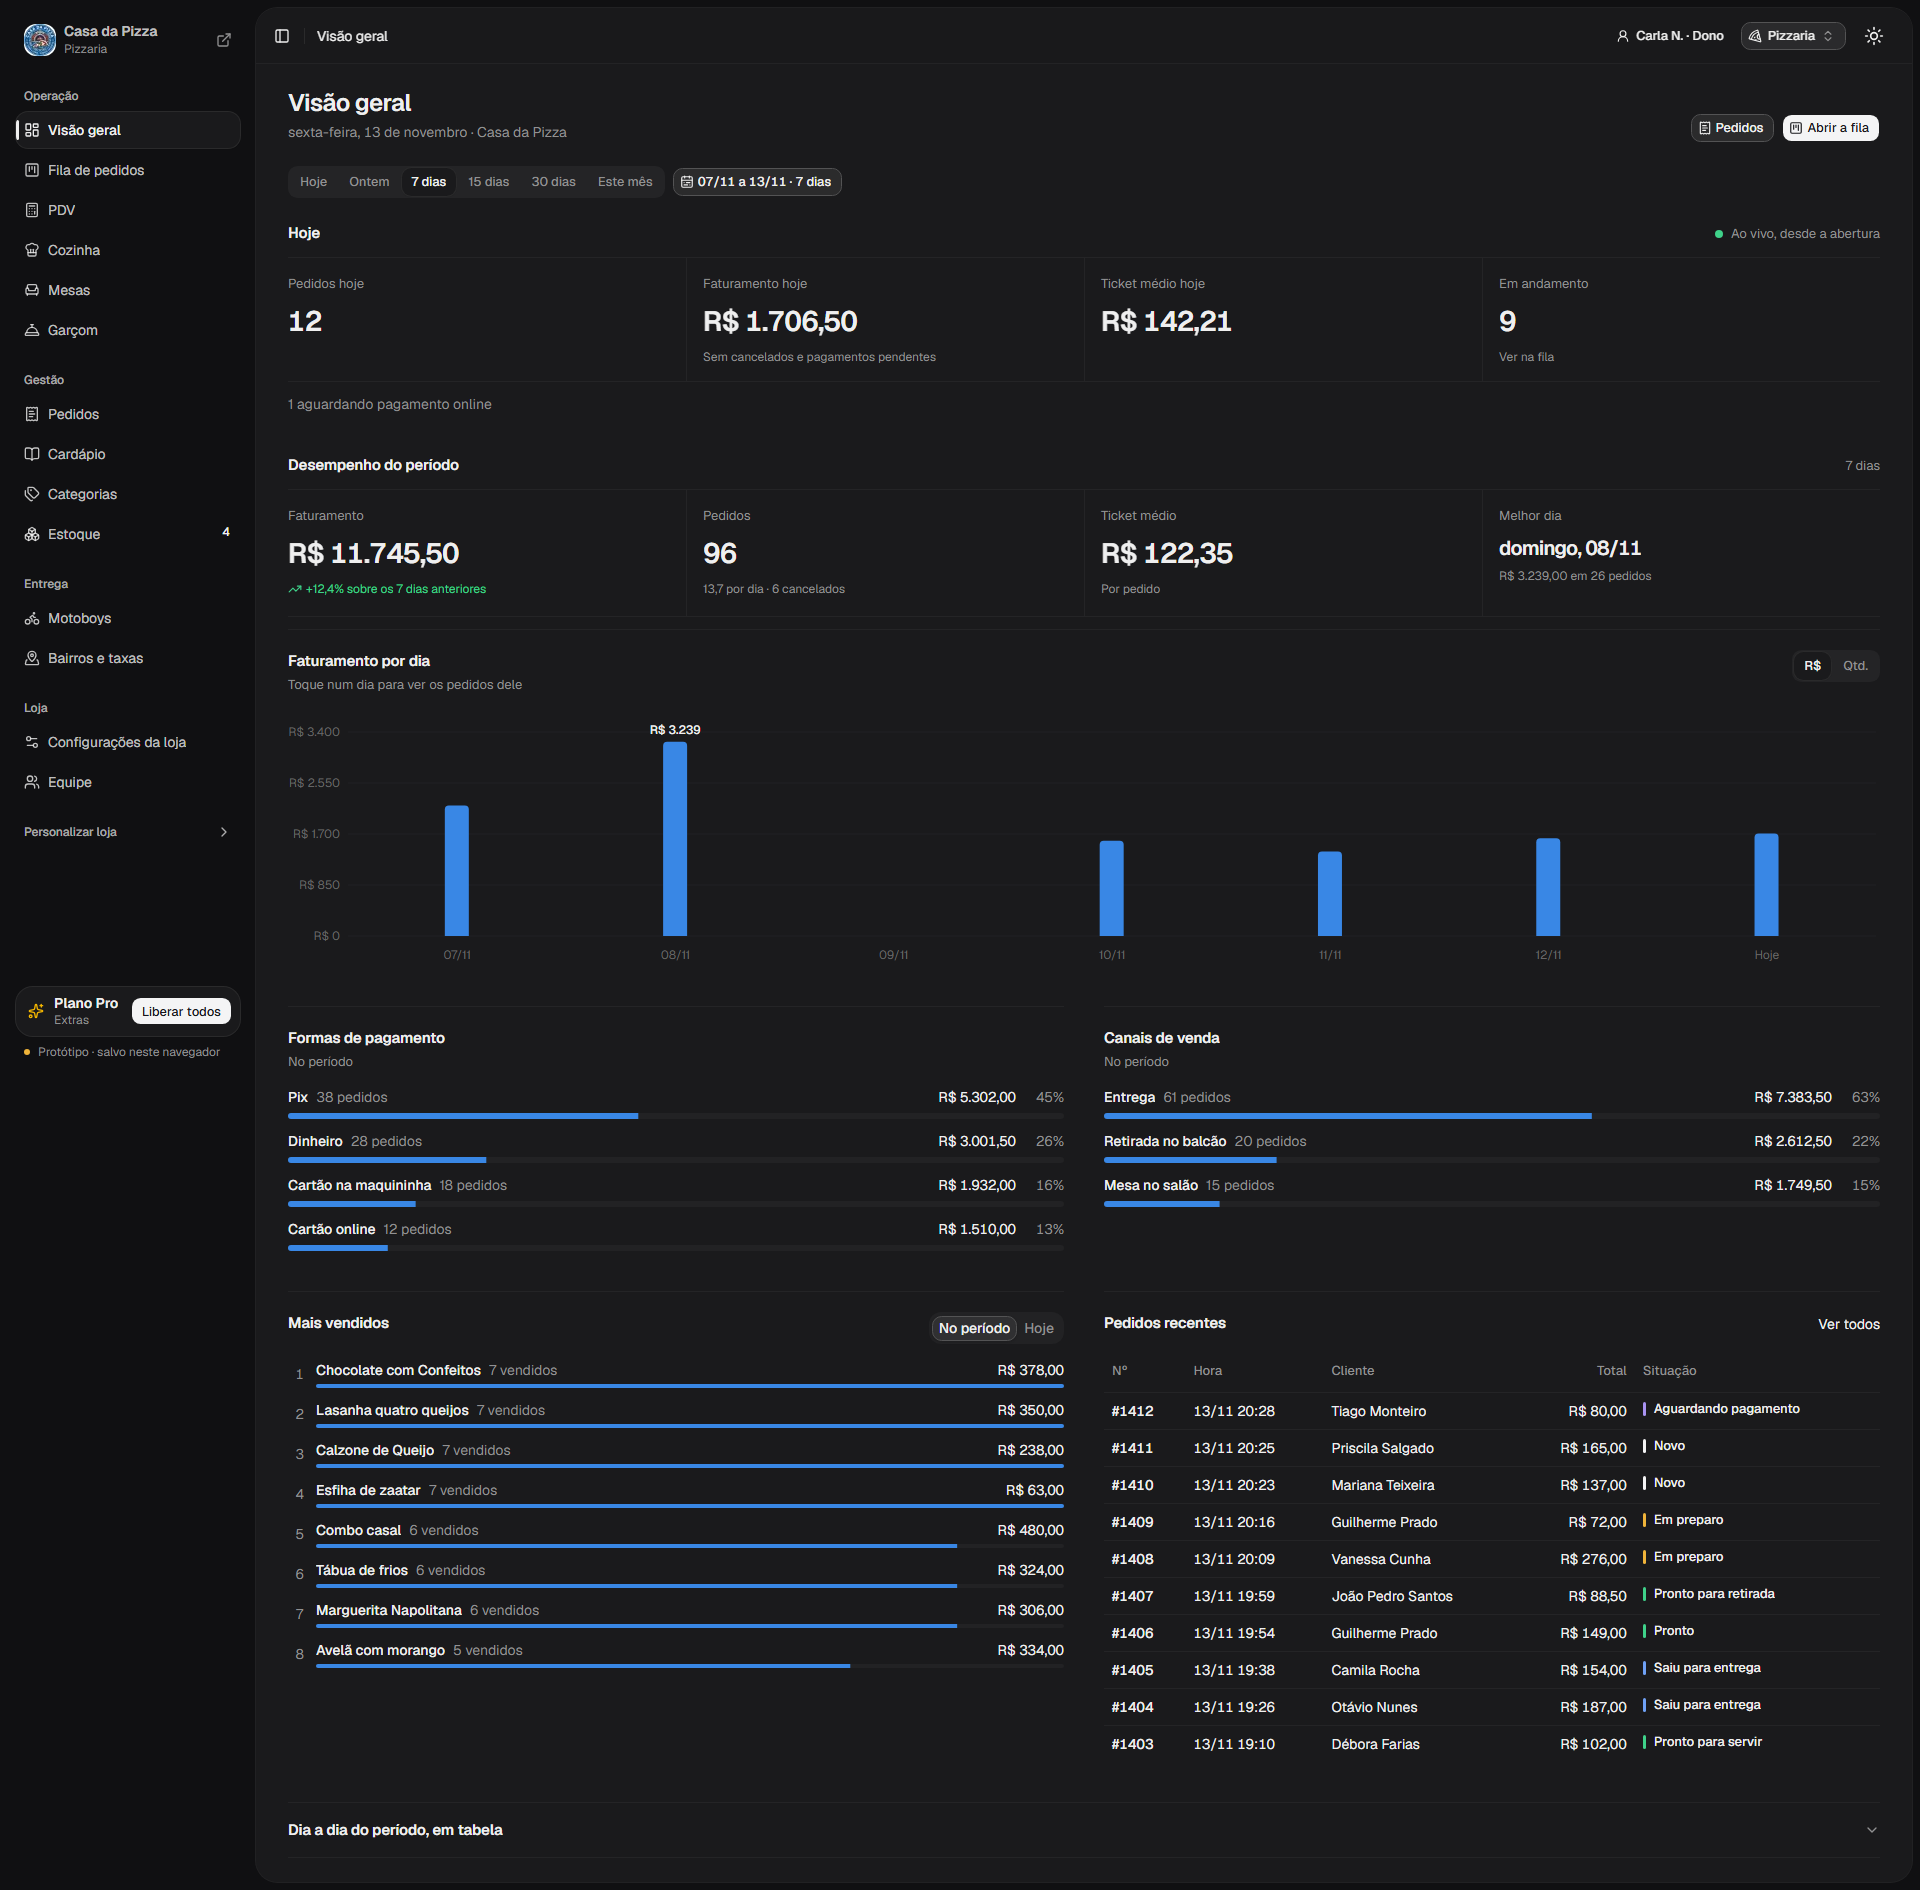 Casa da Pizza
Pizzaria
Operação
Visão geral
Fila de pedidos
PDV
Cozinha
Mesas
Garçom
Gestão
Pedidos
Cardápio
Categorias
Estoque 4
Entrega
Motoboys
Bairros e taxas
Loja
Configurações da loja
Equipe
Personalizar loja
Plano Pro
Extras
Liberar todos
Protótipo · salvo neste navegador
Visão geral
Carla N. · Dono
Pizzaria
Visão geral
sexta-feira, 13 de novembro · Casa da Pizza
Pedidos
Abrir a fila
Hoje Ontem 7 dias 15 dias 30 dias Este mês
07/11 a 13/11 · 7 dias
Hoje
Ao vivo, desde a abertura
Pedidos hoje
12
Faturamento hoje
R$ 1.706,50
Sem cancelados e pagamentos pendentes
Ticket médio hoje
R$ 142,21
Em andamento
9
Ver na fila
1 aguardando pagamento online
Desempenho do período
7 dias
Faturamento
R$ 11.745,50
+12,4% sobre os 7 dias anteriores
Pedidos
96
13,7 por dia · 6 cancelados
Ticket médio
R$ 122,35
Por pedido
Melhor dia
domingo, 08/11
R$ 3.239,00 em 26 pedidos
Faturamento por dia
Toque num dia para ver os pedidos dele
R$ Qtd.
R$ 3.400
R$ 2.550
R$ 1.700
R$ 850
R$ 0
R$ 3.239
07/11 08/11 09/11 10/11 11/11 12/11 Hoje
Formas de pagamento
No período
Pix 38 pedidos R$ 5.302,00 45%
Dinheiro 28 pedidos R$ 3.001,50 26%
Cartão na maquininha 18 pedidos R$ 1.932,00 16%
Cartão online 12 pedidos R$ 1.510,00 13%
Canais de venda
No período
Entrega 61 pedidos R$ 7.383,50 63%
Retirada no balcão 20 pedidos R$ 2.612,50 22%
Mesa no salão 15 pedidos R$ 1.749,50 15%
Mais vendidos
No período Hoje
1 Chocolate com Confeitos 7 vendidos R$ 378,00
2 Lasanha quatro queijos 7 vendidos R$ 350,00
3 Calzone de Queijo 7 vendidos R$ 238,00
4 Esfiha de zaatar 7 vendidos R$ 63,00
5 Combo casal 6 vendidos R$ 480,00
6 Tábua de frios 6 vendidos R$ 324,00
7 Marguerita Napolitana 6 vendidos R$ 306,00
8 Avelã com morango 5 vendidos R$ 334,00
Pedidos recentes
Ver todos
Nº Hora Cliente Total Situação
#1412 13/11 20:28 Tiago Monteiro R$ 80,00 Aguardando pagamento
#1411 13/11 20:25 Priscila Salgado R$ 165,00 Novo
#1410 13/11 20:23 Mariana Teixeira R$ 137,00 Novo
#1409 13/11 20:16 Guilherme Prado R$ 72,00 Em preparo
#1408 13/11 20:09 Vanessa Cunha R$ 276,00 Em preparo
#1407 13/11 19:59 João Pedro Santos R$ 88,50 Pronto para retirada
#1406 13/11 19:54 Guilherme Prado R$ 149,00 Pronto
#1405 13/11 19:38 Camila Rocha R$ 154,00 Saiu para entrega
#1404 13/11 19:26 Otávio Nunes R$ 187,00 Saiu para entrega
#1403 13/11 19:10 Débora Farias R$ 102,00 Pronto para servir
Dia a dia do período, em tabela